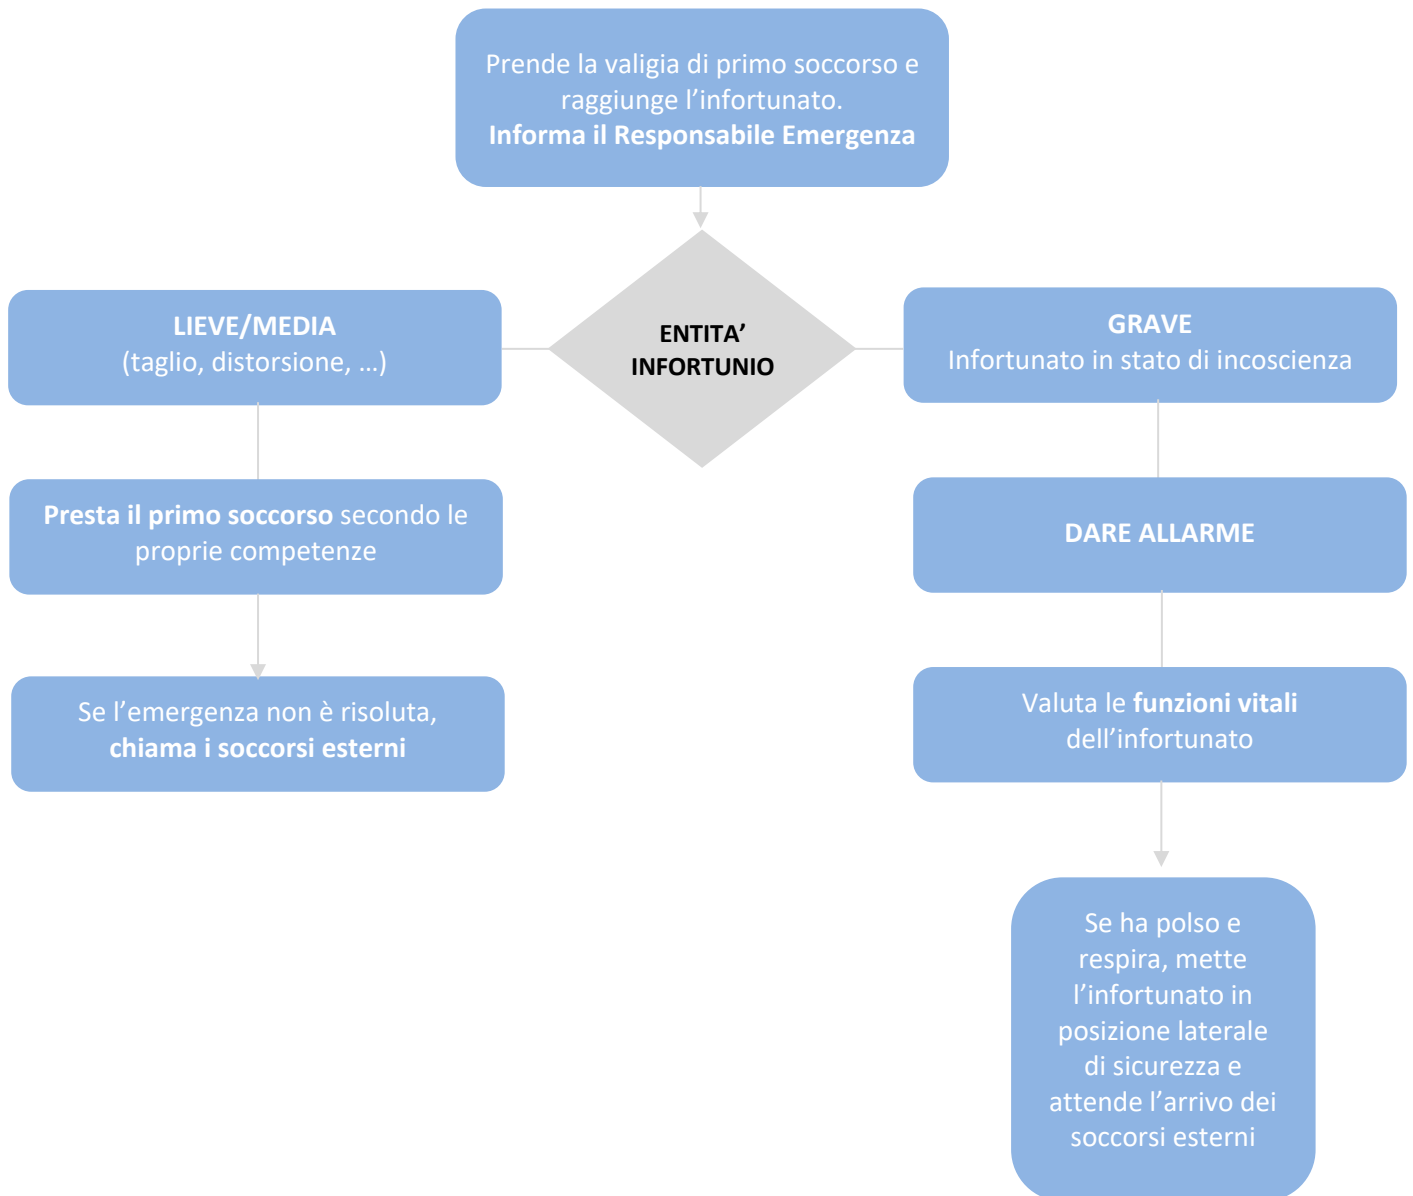 Prende la valigia di primo soccorso e
raggiunge l’infortunato.
Informa il Responsabile Emergenza
LIEVE/MEDIA
(taglio, distorsione, …)
ENTITA’
INFORTUNIO
GRAVE
Infortunato in stato di incoscienza
Presta il primo soccorso secondo le
proprie competenze
DARE ALLARME
Se l’emergenza non è risoluta,
chiama i soccorsi esterni
Valuta le funzioni vitali
dell’infortunato
Se ha polso e
respira, mette
l’infortunato in
posizione laterale
di sicurezza e
attende l’arrivo dei
soccorsi esterni